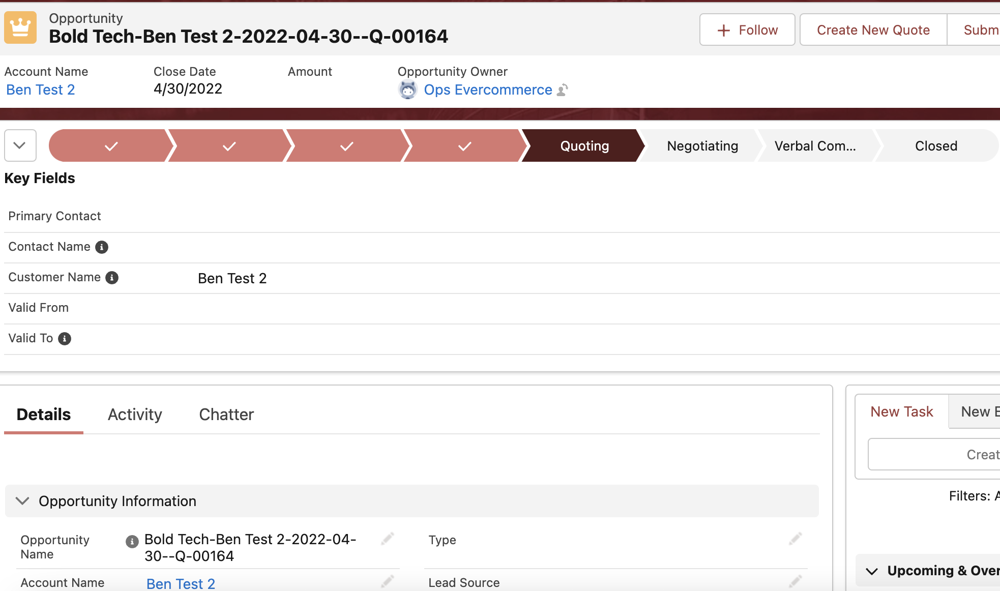 Opportunity
Bold Tech-Ben Test 2-2022-04-30--Q-00164
Follow
Create New Quote
Subm
Account Name
Close Date
Amount
Opportunity Owner
Ben Test 2
4/30/2022
Ops Evercommerce
Quoting
Negotiating
Verbal Com...
Closed
Key Fields
Primary Contact
Contact Name
Customer Name
Ben Test 2
Valid From
Valid To
Details
Activity
Chatter
New Task
New E
Creat
Filters: A
Opportunity Information
Opportunity
Name
Bold Tech-Ben Test 2-2022-04-
30--Q-00164
Type
Account Name
Ben Test 2
Lead Source
Upcoming & Over